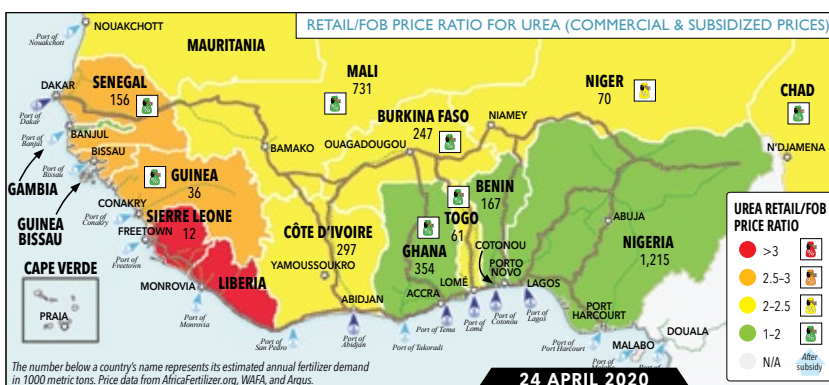 RETAIL/FOB PRICE RATIO FOR UREA (COMMERCIAL & SUBSIDIZED PRICES)
NOUAKCHOTT
Port of
Nouakchott
MAURITANIA
MALI
731
NIGER
70
CHAD
SENEGAL
156
DAKAR
Port of
Dakar
BURKINA FASO
247
NIAMEY
OUAGADOUGOU
BANJUL
Port of
Banjul
BAMAKO
N'DJAMENA
BISSAU
Port of
Bissau
GAMBIA
GUINEA
BISSAU
GUINEA
36
BENIN
167
TOGO
61
CONAKRY
Port of
Conakry
SIERRE LEONE
12
FREETOWN
Port of
Freetown
CÔTE D'IVOIRE
297
GHANA
354
COTONOU
PORTO
NOVO
ABUJA
NIGERIA
1,215
YAMOUSSOUKRO
CAPE VERDE
PRAIA
MONROVIA
LIBERIA
Port of
Monrovia
ABIDJAN
ACCRA
LOMÉ
LAGOS
PORT
HARCOURT
Port of
San Pedro
Port of
Abidjan
Port of
Takoradi
Port of
Tema
Port of
Lomé
Port of
Cotonou
Port of
Lagos
Port of
Port Harcourt
DOUALA
MALABO
Port of
Port of
UREA RETAIL/FOB
PRICE RATIO
>3
2.5–3
2–2.5
1–2
N/A
After
subsidy
The number below a country's name represents its estimated annual fertilizer demand
in 1000 metric tons. Price data from AfricaFertilizer.org, WAFA, and Argus.
24 APRIL 2020